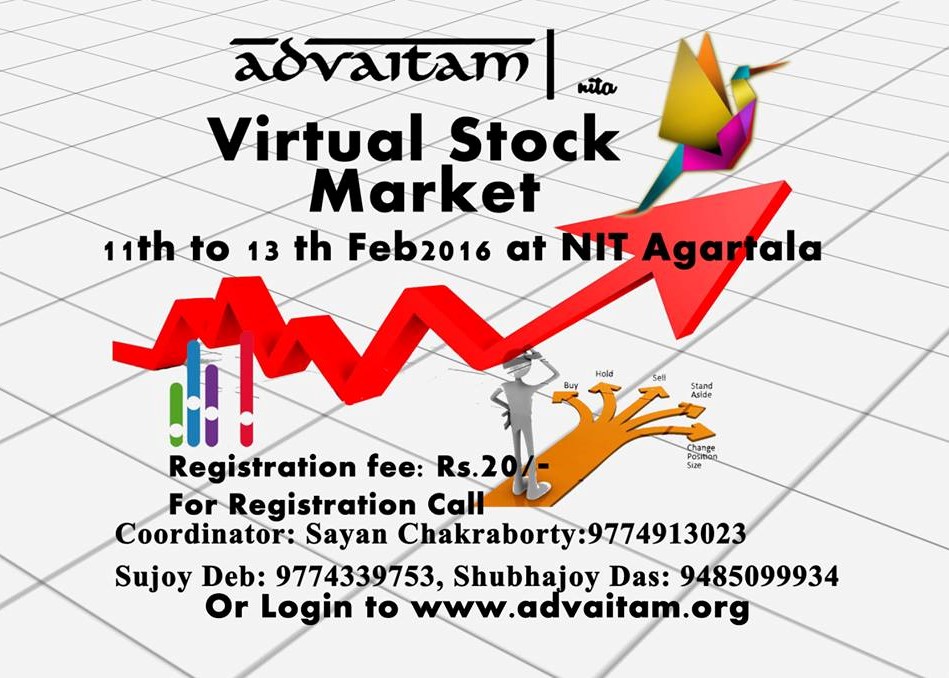 advaitam
nita
Virtual Stock
Market
11th to 13 th Feb2016 at NIT Agartala
Buy
Hold
Sell
Stand
Aside
Change
Position
Size
Registration fee: Rs.20/-
For Registration Call
Coordinator: Sayan Chakraborty:9774913023
Sujoy Deb: 9774339753, Shubhajoy Das: 9485099934
Or Login to www.advaitam.org